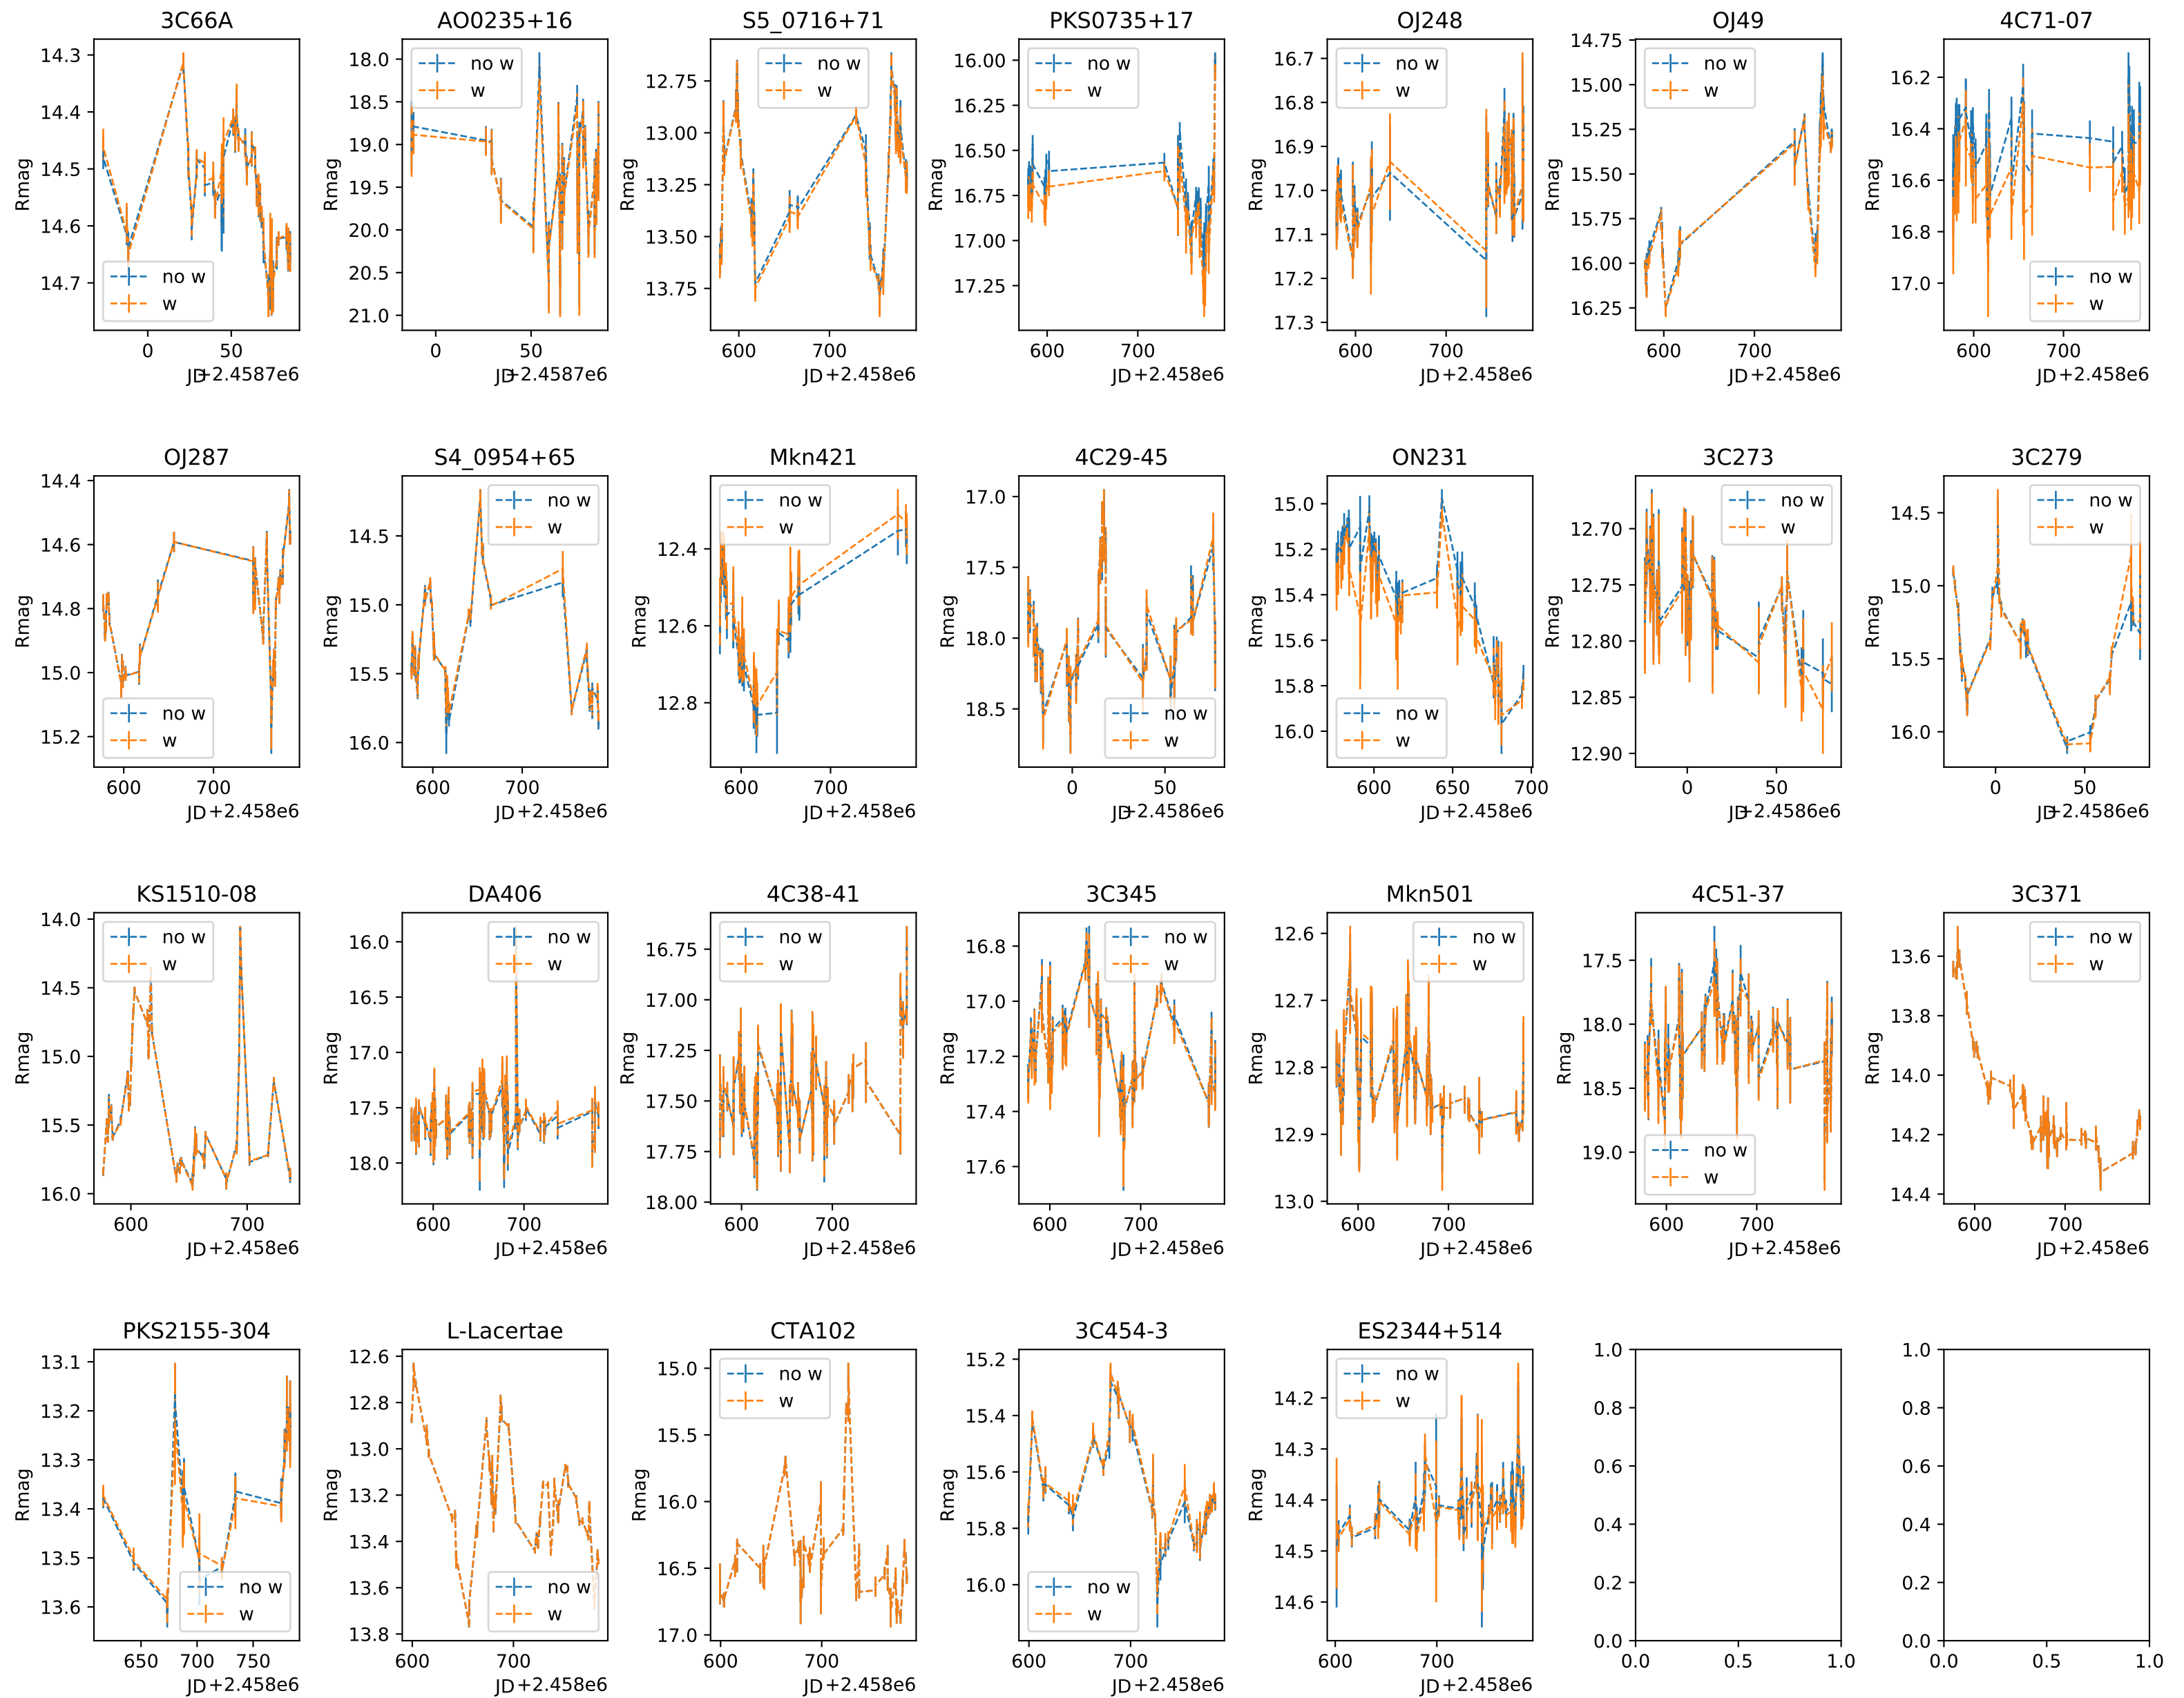 3C66A
AO0235+16
S5_0716+71
PKS0735+17
OJ248
OJ49
4C71-07
14.3
14.4
14.5
14.6
14.7
Rmag
no w
w
0
50
JD
+2.4587e6
18.0
18.5
19.0
19.5
20.0
20.5
21.0
Rmag
no w
w
0
50
JD
+2.4587e6
12.75
13.00
13.25
13.50
13.75
Rmag
no w
w
600
700
JD
+2.458e6
16.00
16.25
16.50
16.75
17.00
17.25
Rmag
no w
w
600
700
JD
+2.458e6
16.7
16.8
16.9
17.0
17.1
17.2
17.3
Rmag
no w
w
600
700
JD
+2.458e6
14.75
15.00
15.25
15.50
15.75
16.00
16.25
Rmag
no w
w
600
700
JD
+2.458e6
16.2
16.4
16.6
16.8
17.0
Rmag
no w
w
600
700
JD
+2.458e6
OJ287
S4_0954+65
Mkn421
4C29-45
ON231
3C273
3C279
14.4
14.6
14.8
15.0
15.2
Rmag
no w
w
600
700
JD
+2.458e6
14.5
15.0
15.5
16.0
Rmag
no w
w
600
700
JD
+2.458e6
12.4
12.6
12.8
Rmag
no w
w
600
700
JD
+2.458e6
17.0
17.5
18.0
18.5
Rmag
no w
w
0
50
JD
+2.4586e6
15.0
15.2
15.4
15.6
15.8
16.0
Rmag
no w
w
600
650
700
JD
+2.458e6
12.70
12.75
12.80
12.85
12.90
Rmag
no w
w
0
50
JD
+2.4586e6
14.5
15.0
15.5
16.0
Rmag
no w
w
0
50
JD
+2.4586e6
KS1510-08
DA406
4C38-41
3C345
Mkn501
4C51-37
3C371
14.0
14.5
15.0
15.5
16.0
Rmag
no w
w
600
700
JD
+2.458e6
16.0
16.5
17.0
17.5
18.0
Rmag
no w
w
600
700
JD
+2.458e6
16.75
17.00
17.25
17.50
17.75
18.00
Rmag
no w
w
600
700
JD
+2.458e6
16.8
17.0
17.2
17.4
17.6
Rmag
no w
w
600
700
JD
+2.458e6
12.6
12.7
12.8
12.9
13.0
Rmag
no w
w
600
700
JD
+2.458e6
17.5
18.0
18.5
19.0
Rmag
no w
w
600
700
JD
+2.458e6
13.6
13.8
14.0
14.2
14.4
Rmag
no w
w
600
700
JD
+2.458e6
PKS2155-304
L-Lacertae
CTA102
3C454-3
ES2344+514
13.1
13.2
13.3
13.4
13.5
13.6
Rmag
no w
w
650
700
750
JD
+2.458e6
12.6
12.8
13.0
13.2
13.4
13.6
13.8
Rmag
no w
w
600
700
JD
+2.458e6
15.0
15.5
16.0
16.5
17.0
Rmag
no w
w
600
700
JD
+2.458e6
15.2
15.4
15.6
15.8
16.0
Rmag
no w
w
600
700
JD
+2.458e6
14.2
14.3
14.4
14.5
14.6
Rmag
no w
w
600
700
JD
+2.458e6
1.0
0.8
0.6
0.4
0.2
0.0
0.0
0.5
1.0
1.0
0.8
0.6
0.4
0.2
0.0
0.0
0.5
1.0